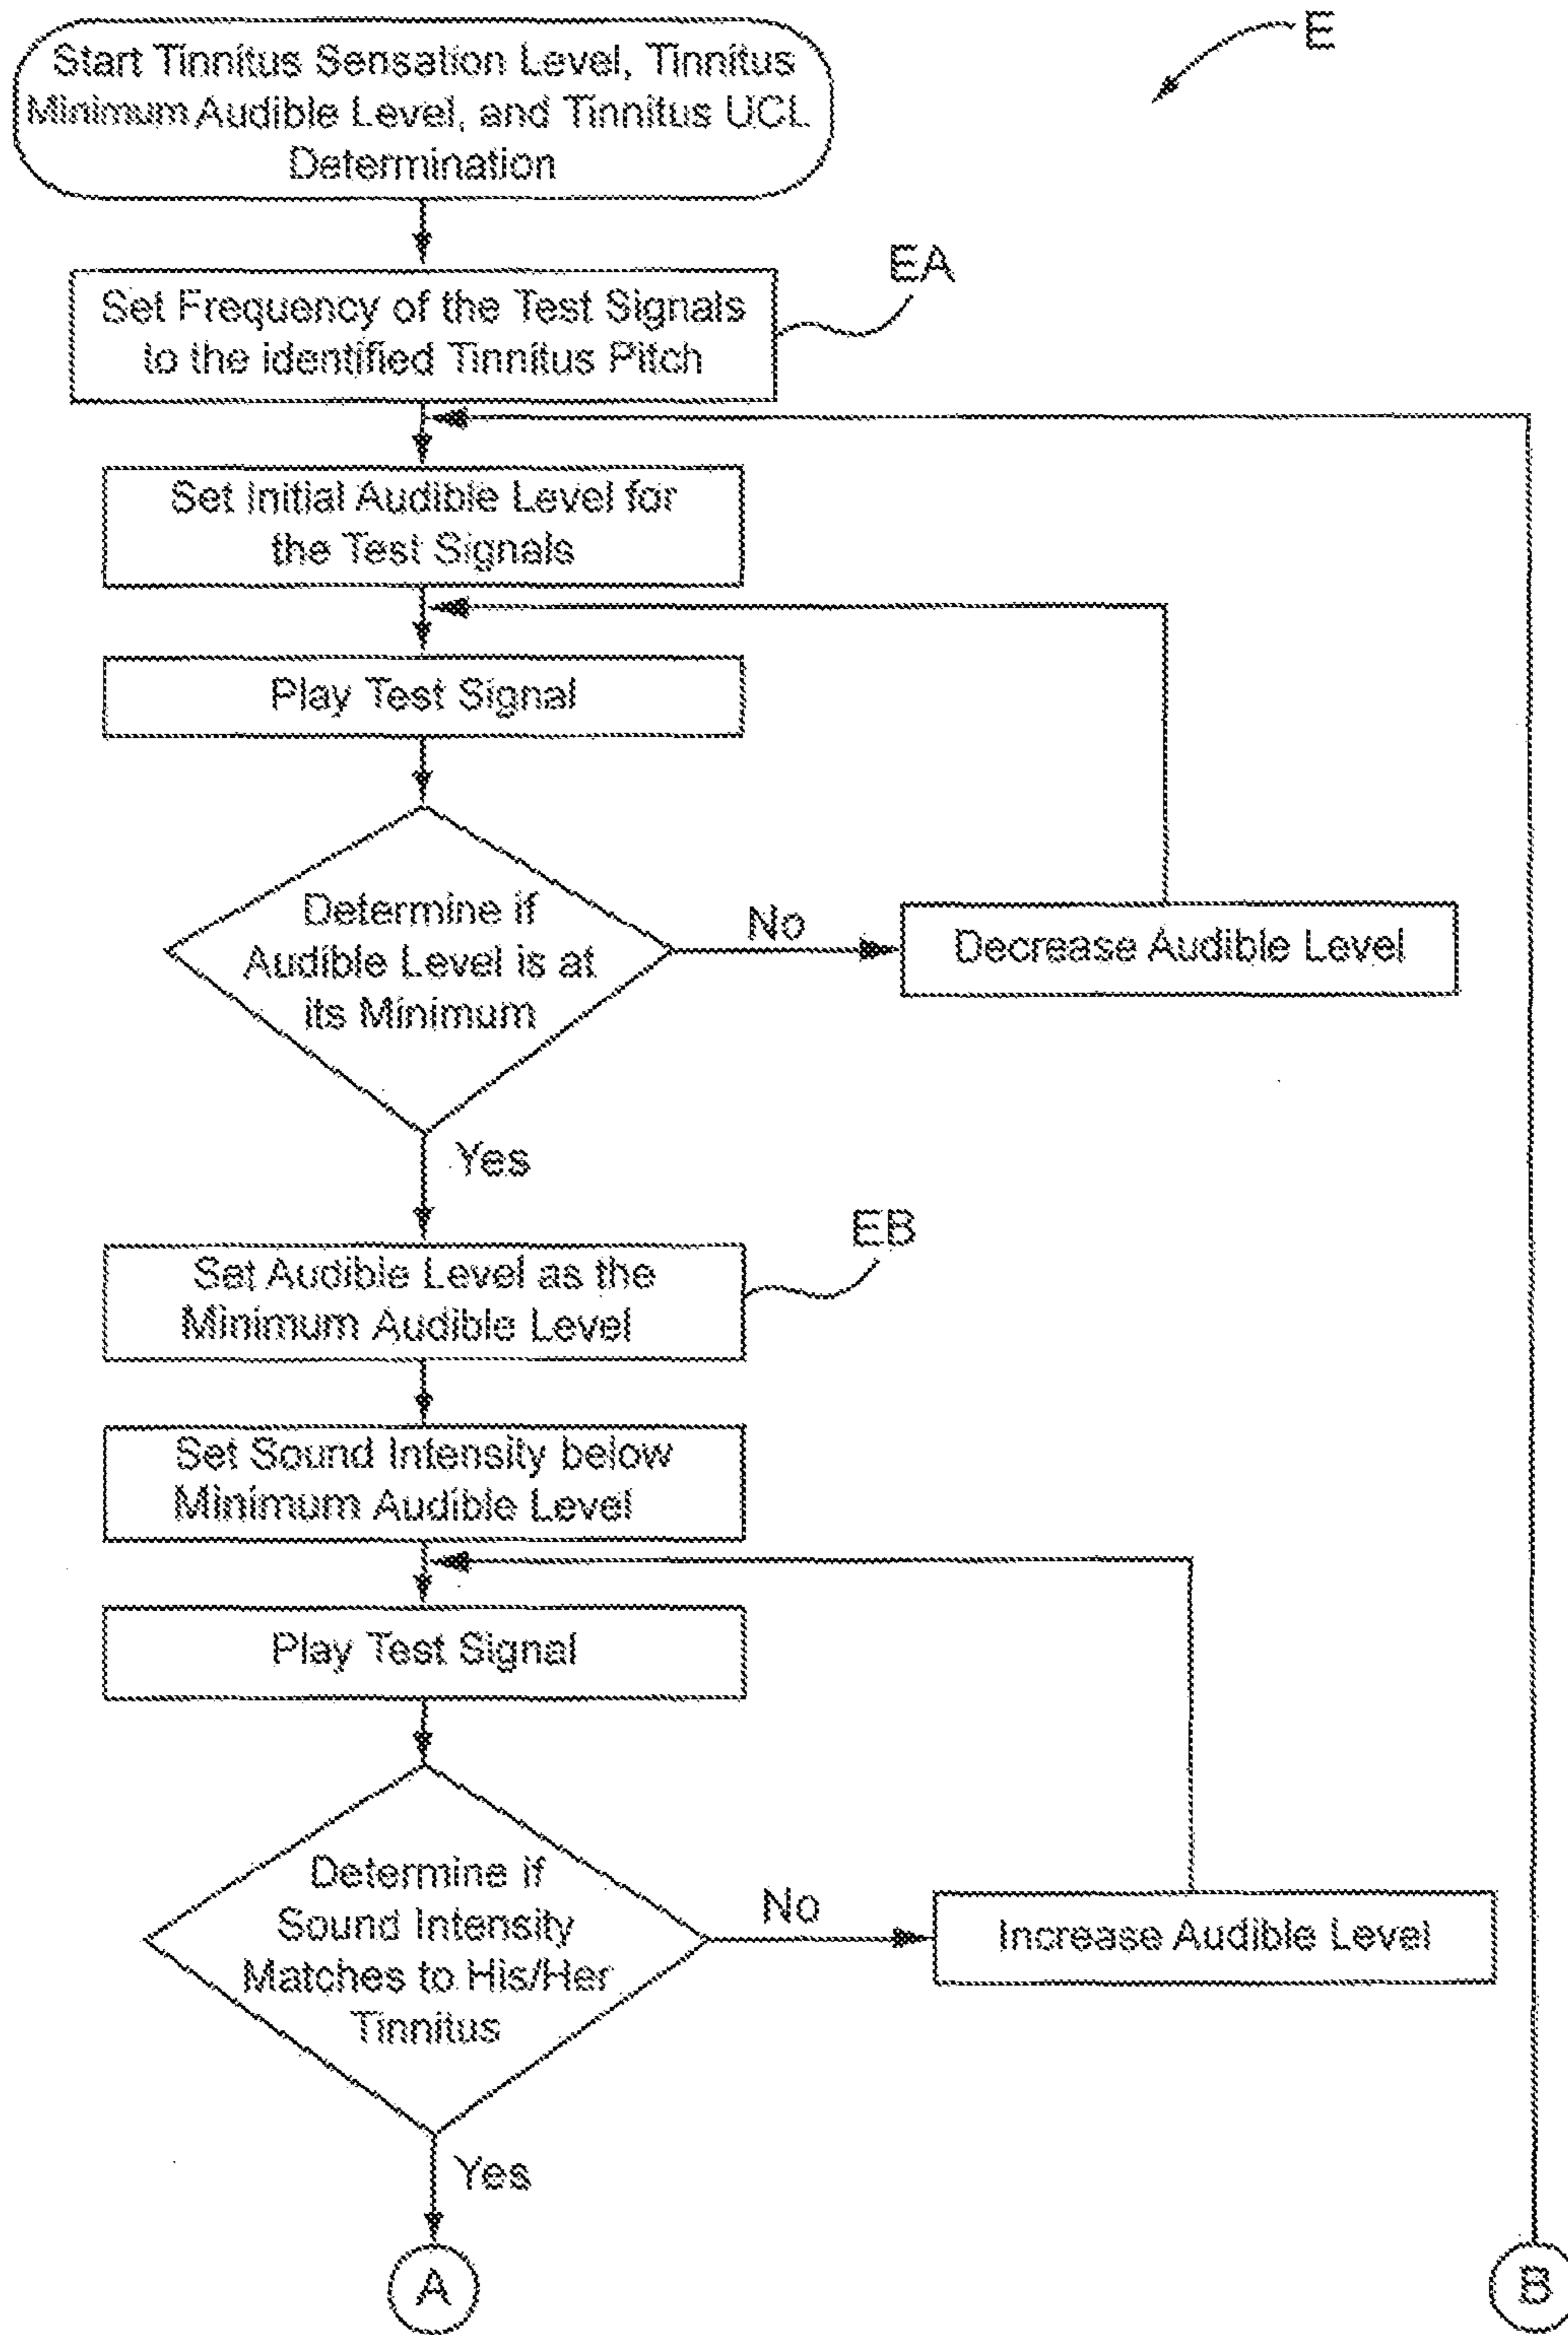 E
Start Tinnitus Sensation Level, Tinnitus
Minimum Audible Level, and Tinnitus UCL
Determination
EA
Set Frequency of the Test Signals
to the identified Tinnitus Pitch
Set Initial Audible Level for
the Test Signals
Play Test Signal
Determine if
Audible Level is at
its Minimum
No
Decrease Audible Level
Yes
EB
Set Audible Level as the
Minimum Audible Level
Set Sound Intensity below
Minimum Audible Level
Play Test Signal
Determine if
Sound Intensity
Matches to His/Her
Tinnitus
No
Increase Audible Level
Yes
A
B